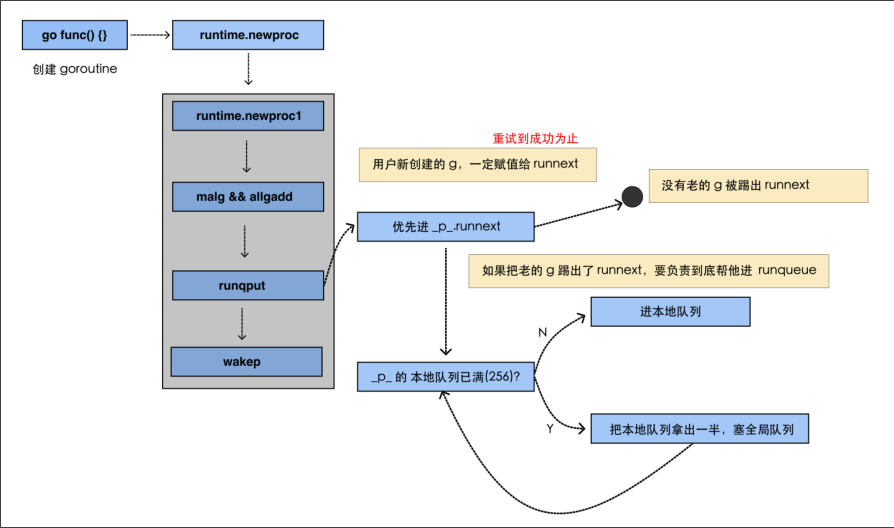 go func() {}
runtime.newproc
创建 goroutine
runtime.newproc1
重试到成功为止
用户新创建的 g，一定赋值给 runnext
没有老的 g 被踢出 runnext
malg && allgadd
优先进 _p_.runnext
如果把老的 g 踢出了 runnext，要负责到底帮他进 runqueue
runqput
进本地队列
N
wakep
_p_ 的 本地队列已满(256)?
Y
把本地队列拿出一半，塞全局队列